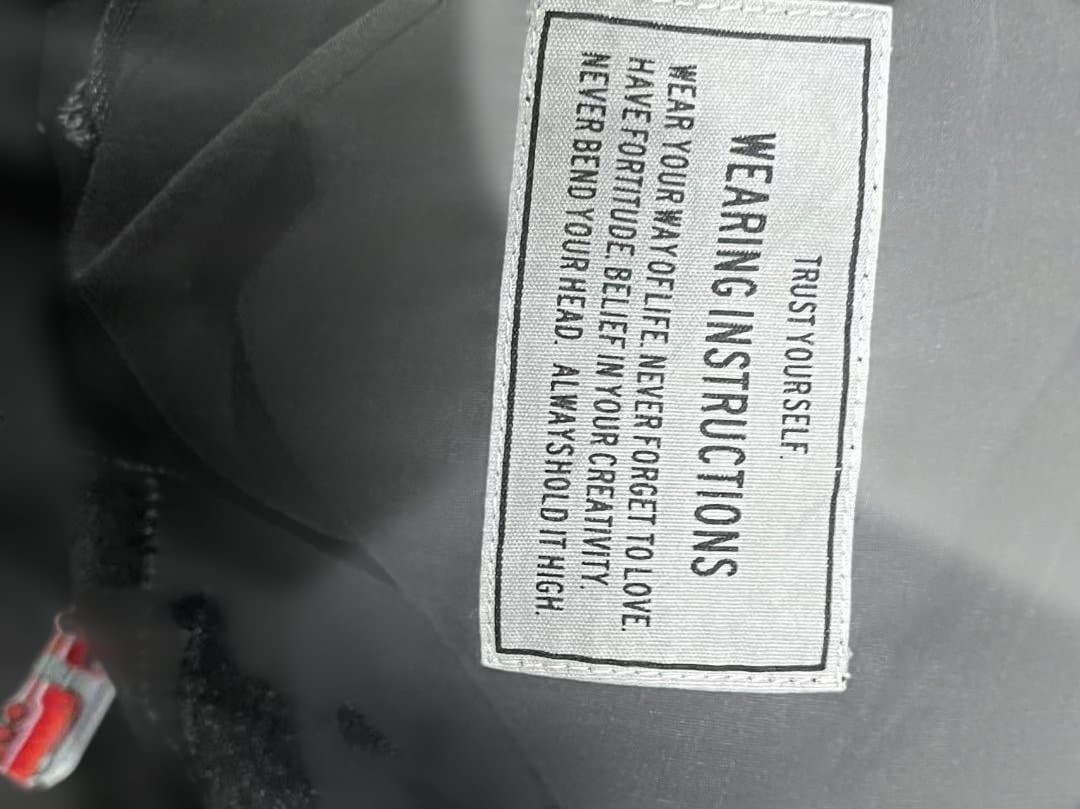 TRUST YOURSELF.
WEARING INSTRUCTIONS
WEAR YOUR WAY OF LIFE. NEVER FORGET TO LOVE.
HAVE FORTITUDE. BELIEF IN YOUR CREATIVITY.
NEVER BEND YOUR HEAD. ALWAYS HOLD IT HIGH.